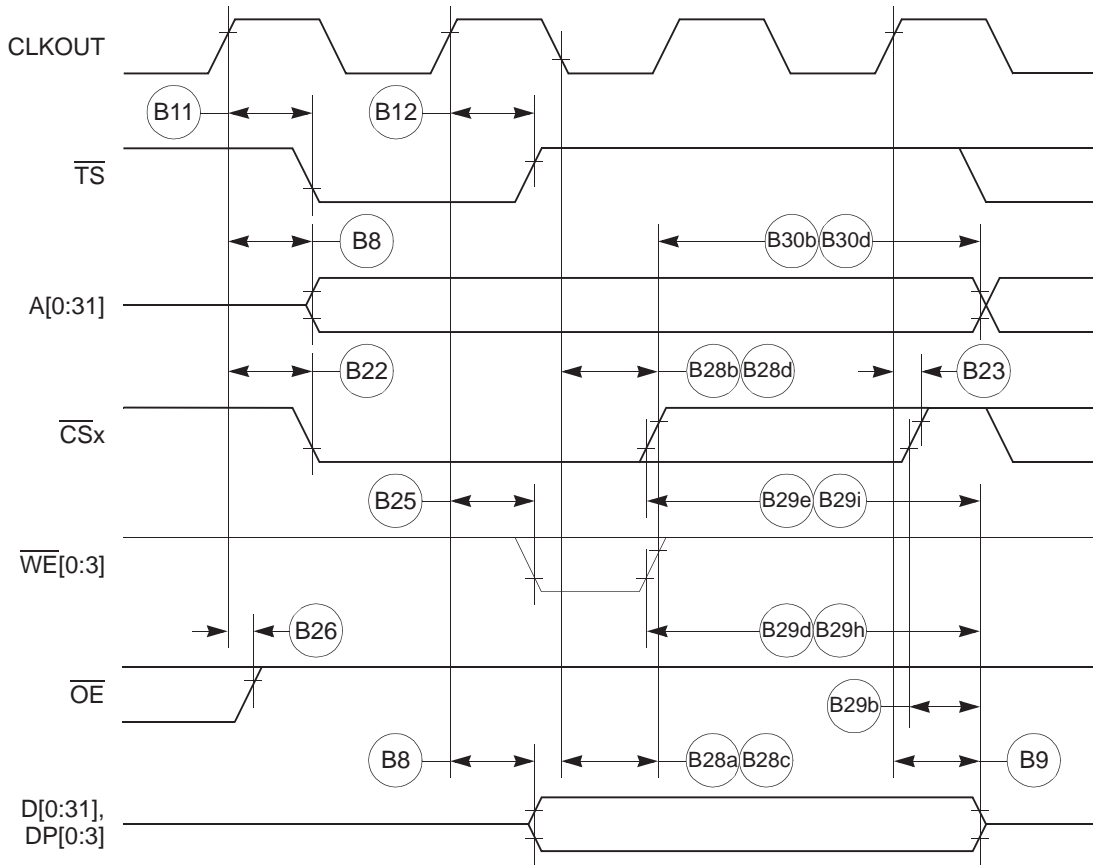 CLKOUT
B11
B12
TS
B8
B30b B30d
A[0:31]
B22
B28b B28d
B23
CSx
B25
B29e B29i
WE[0:3]
B26
B29d B29h
OE
B29b
B8
B28a B28c
B9
D[0:31],
DP[0:3]